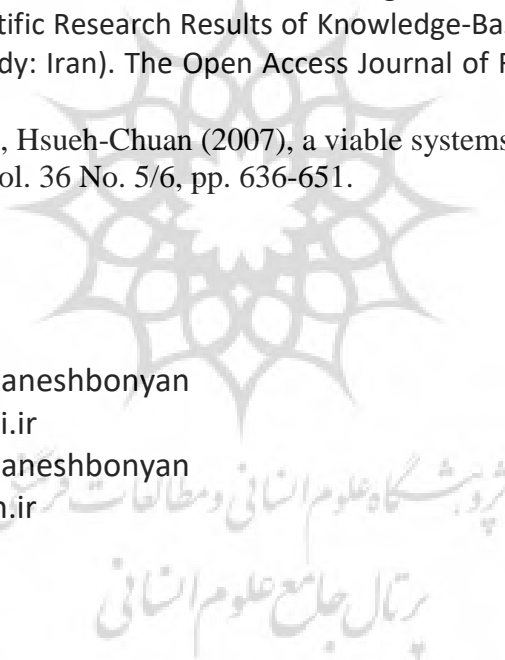 tific Research Results of Knowledge-Ba
dy: Iran). The Open Access Journal of
, Hsueh-Chuan (2007), a viable systems
ol. 36 No. 5/6, pp. 636-651.
aneshbonyan
i.ir
aneshbonyan
.ir
پژوهشگاه علوم انسانی و مطالعات فرهنگی
پرتال جامع علوم انسانی